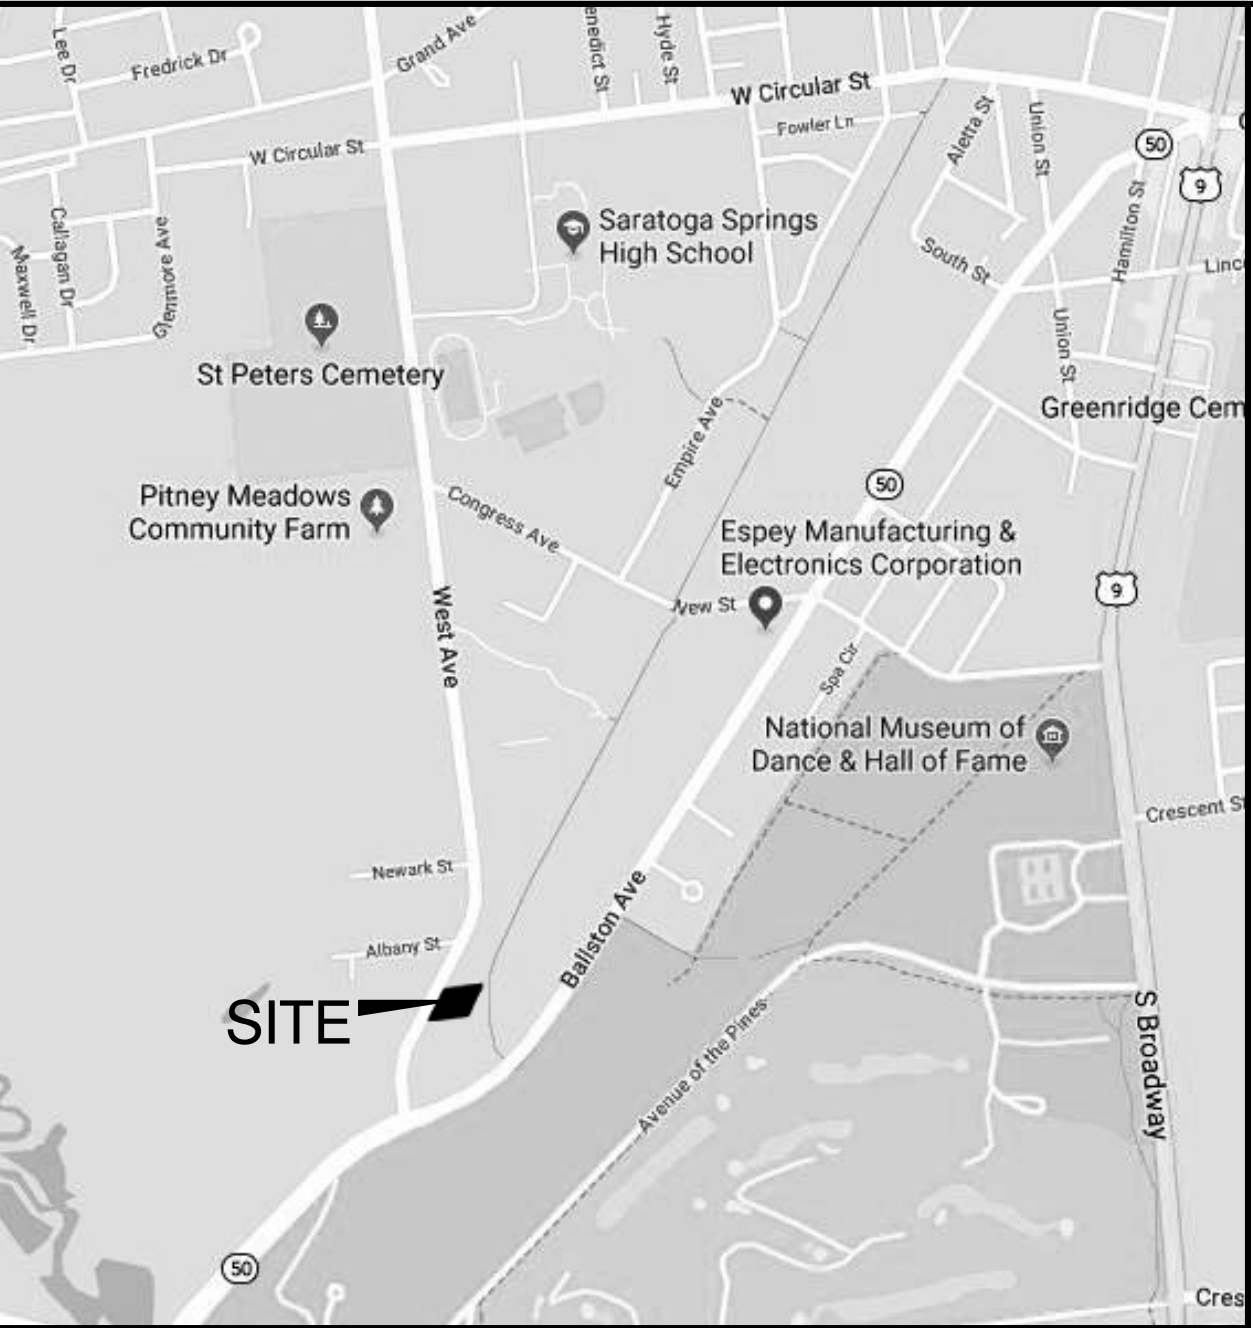 Lee Dr
Fredrick Dr
Grand Ave
enedict St
Hyde St
W Circular St
Fowler Ln
Aletta St
Union St
50
9
W Circular St
Callagan Dr
Maxwell Dr
Glenmore Ave
Saratoga Springs
High School
South St
Hamilton St
Linc
St Peters Cemetery
Union St
Greenridge Cem
Empire Ave
Pitney Meadows
Community Farm
Congress Ave
50
Espey Manufacturing &
Electronics Corporation
New St
9
West Ave
Spa Cir
National Museum of
Dance & Hall of Fame
Crescent St
Newark St
Ballston Ave
Albany St
SITE
Avenue of the Pines
S Broadway
50
Cres